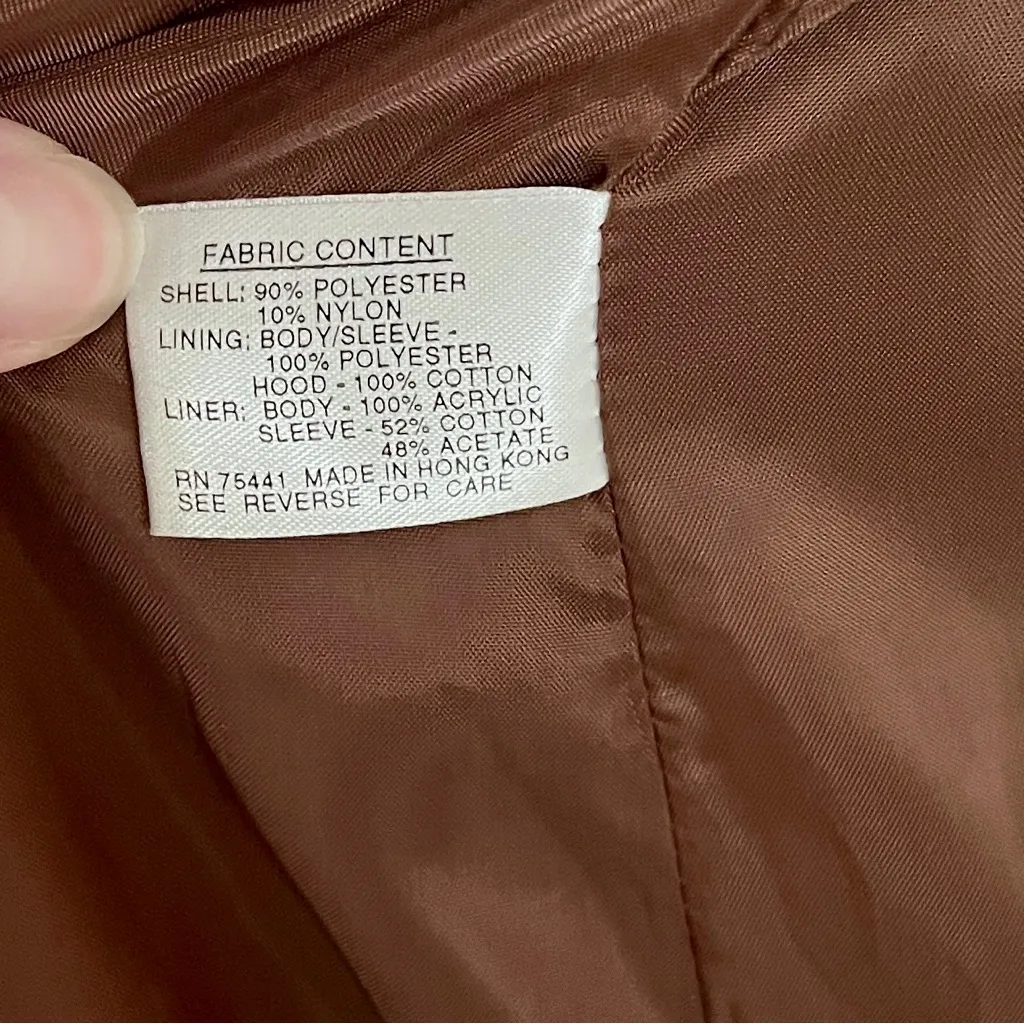 FABRIC CONTENT
SHELL: 90% POLYESTER
10% NYLON
LINING: BODY/SLEEVE -
100% POLYESTER
HOOD - 100% COTTON
LINER: BODY - 100% ACRYLIC
SLEEVE - 52% COTTON
48% ACETATE
RN 75441 MADE IN HONG KONG
SEE REVERSE FOR CARE